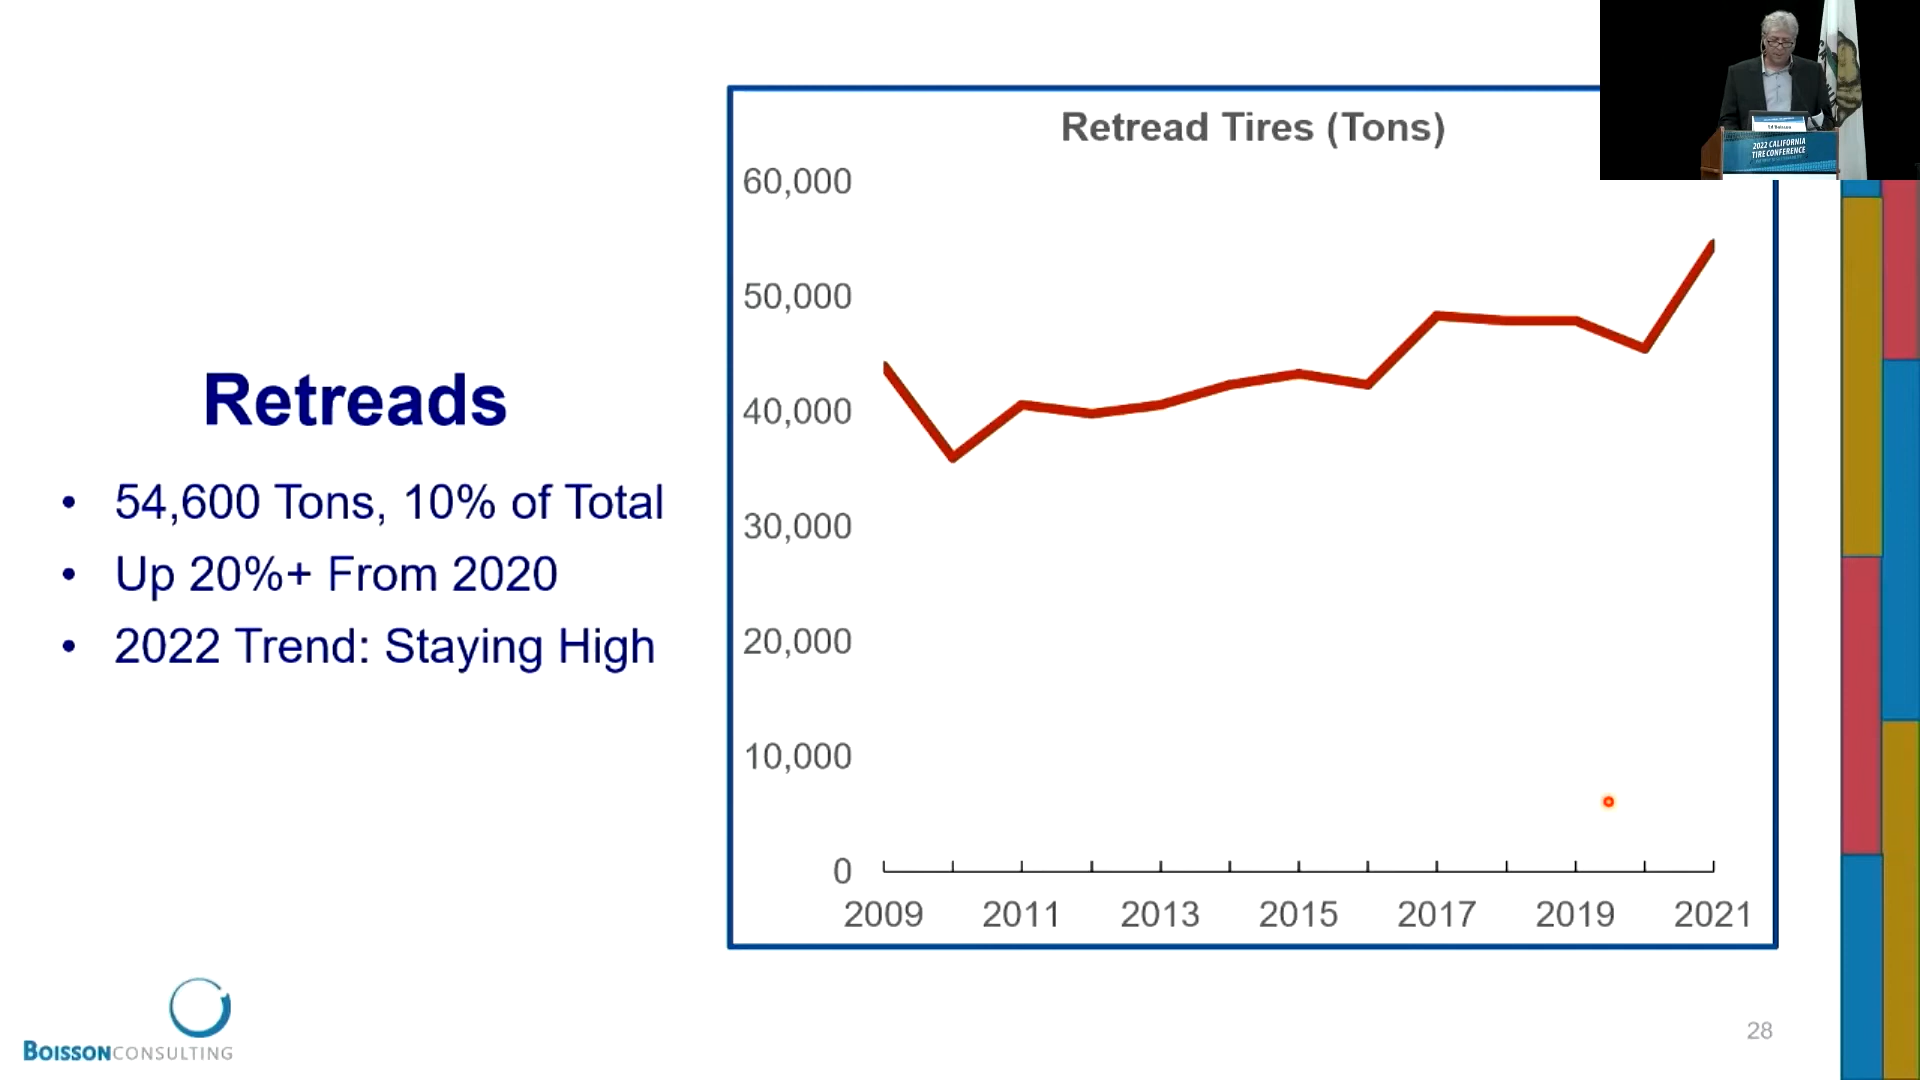 Retread Tires (Tons)
60,000
50,000
40,000
30,000
20,000
10,000
0
2009 2011 2013 2015 2017 2019 2021
Retreads
• 54,600 Tons, 10% of Total
• Up 20%+ From 2020
• 2022 Trend: Staying High
BOISSONCONSULTING
28
Ed Boisson
2022 CALIFORNIA
TIRE CONFERENCE